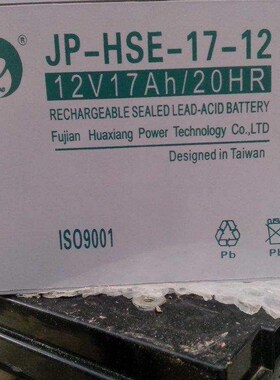 ®
JP-HSE-17-12
12V17Ah/20HR
RECHARGEABLE SEALED LEAD-ACID BATTERY
Fujian Huaxiang Power Technology Co.,LTD
Designed in Taiwan
ISO9001
Pb Pb